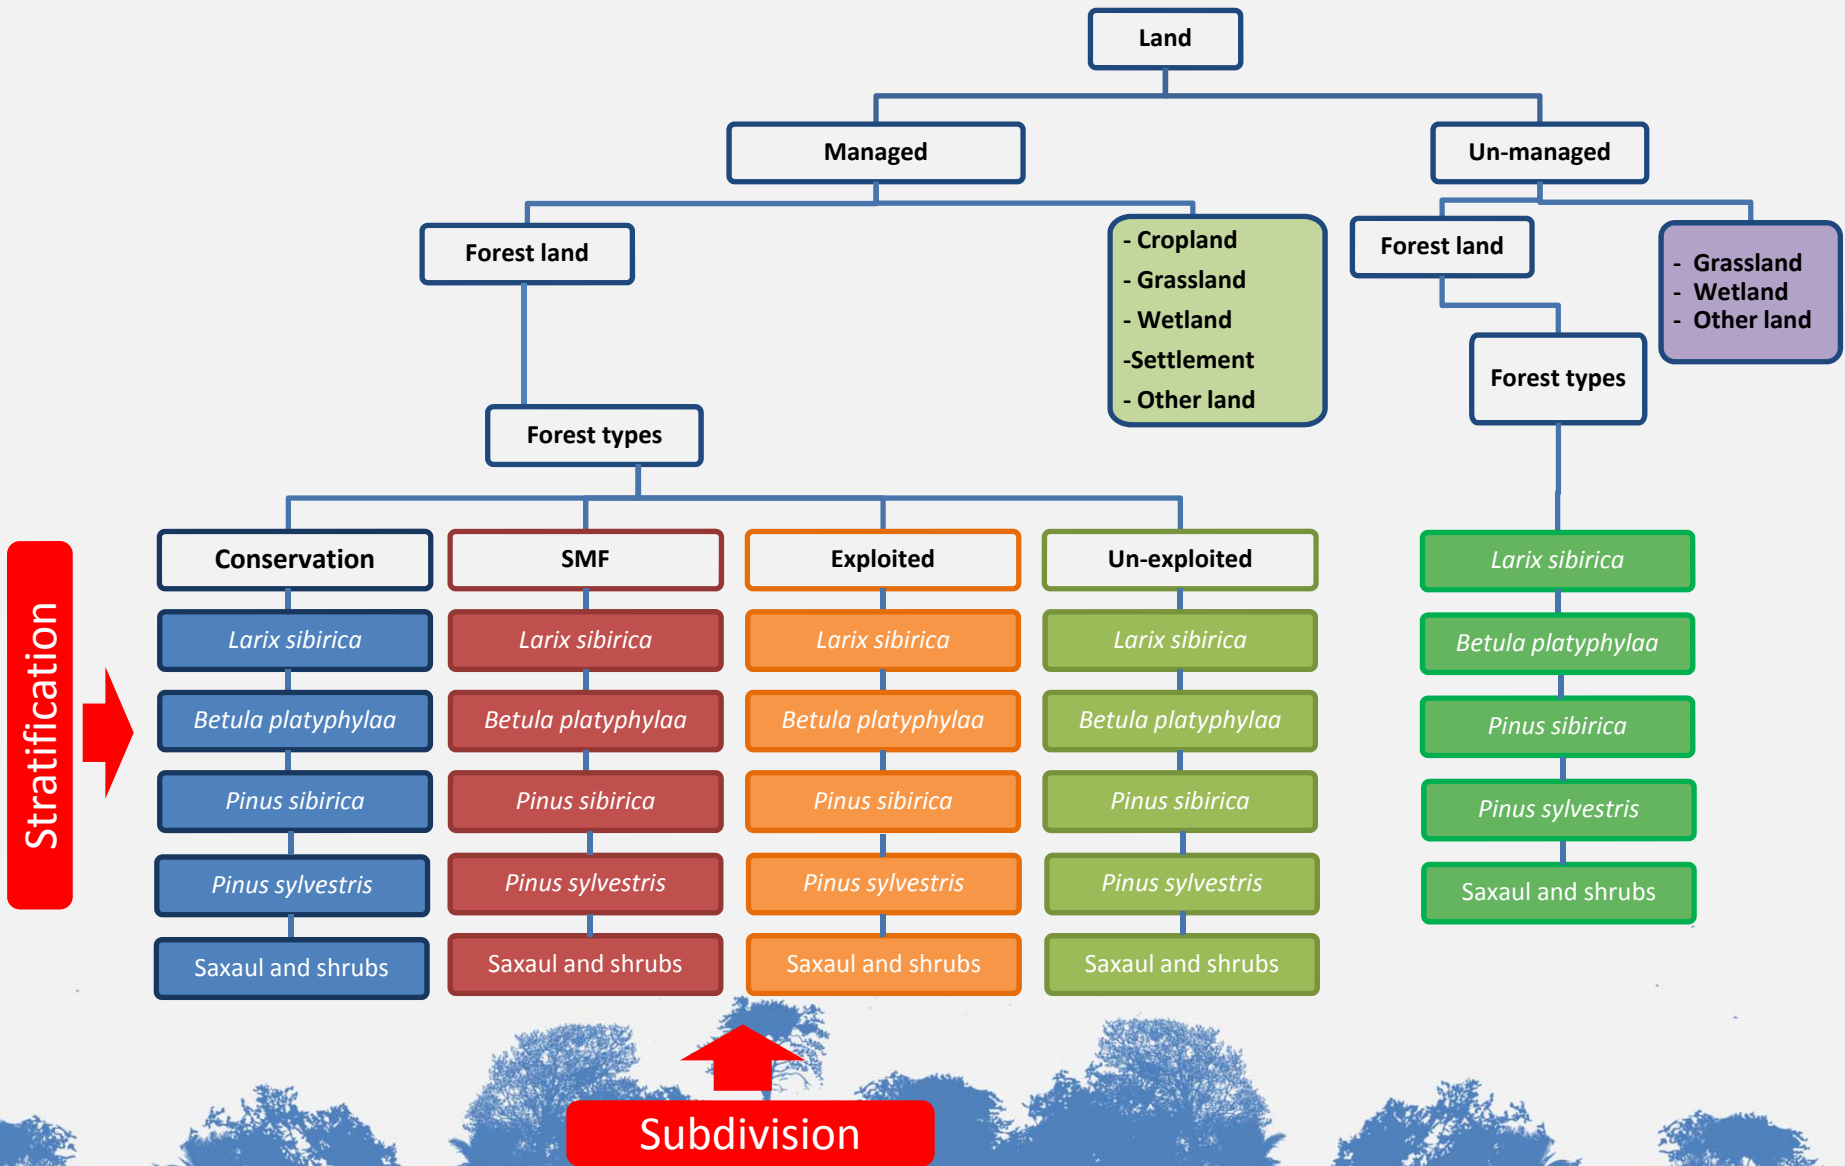 Land
Managed
Un-managed
Forest land
- Cropland
- Grassland
- Wetland
-Settlement
- Other land
Forest land
- Grassland
- Wetland
- Other land
Forest types
Forest types
Conservation
Larix sibirica
Betula platyphylaa
Pinus sibirica
Pinus sylvestris
Saxaul and shrubs
SMF
Larix sibirica
Betula platyphylaa
Pinus sibirica
Pinus sylvestris
Saxaul and shrubs
Exploited
Larix sibirica
Betula platyphylaa
Pinus sibirica
Pinus sylvestris
Saxaul and shrubs
Un-exploited
Larix sibirica
Betula platyphylaa
Pinus sibirica
Pinus sylvestris
Saxaul and shrubs
Larix sibirica
Betula platyphylaa
Pinus sibirica
Pinus sylvestris
Saxaul and shrubs
Stratification
Subdivision